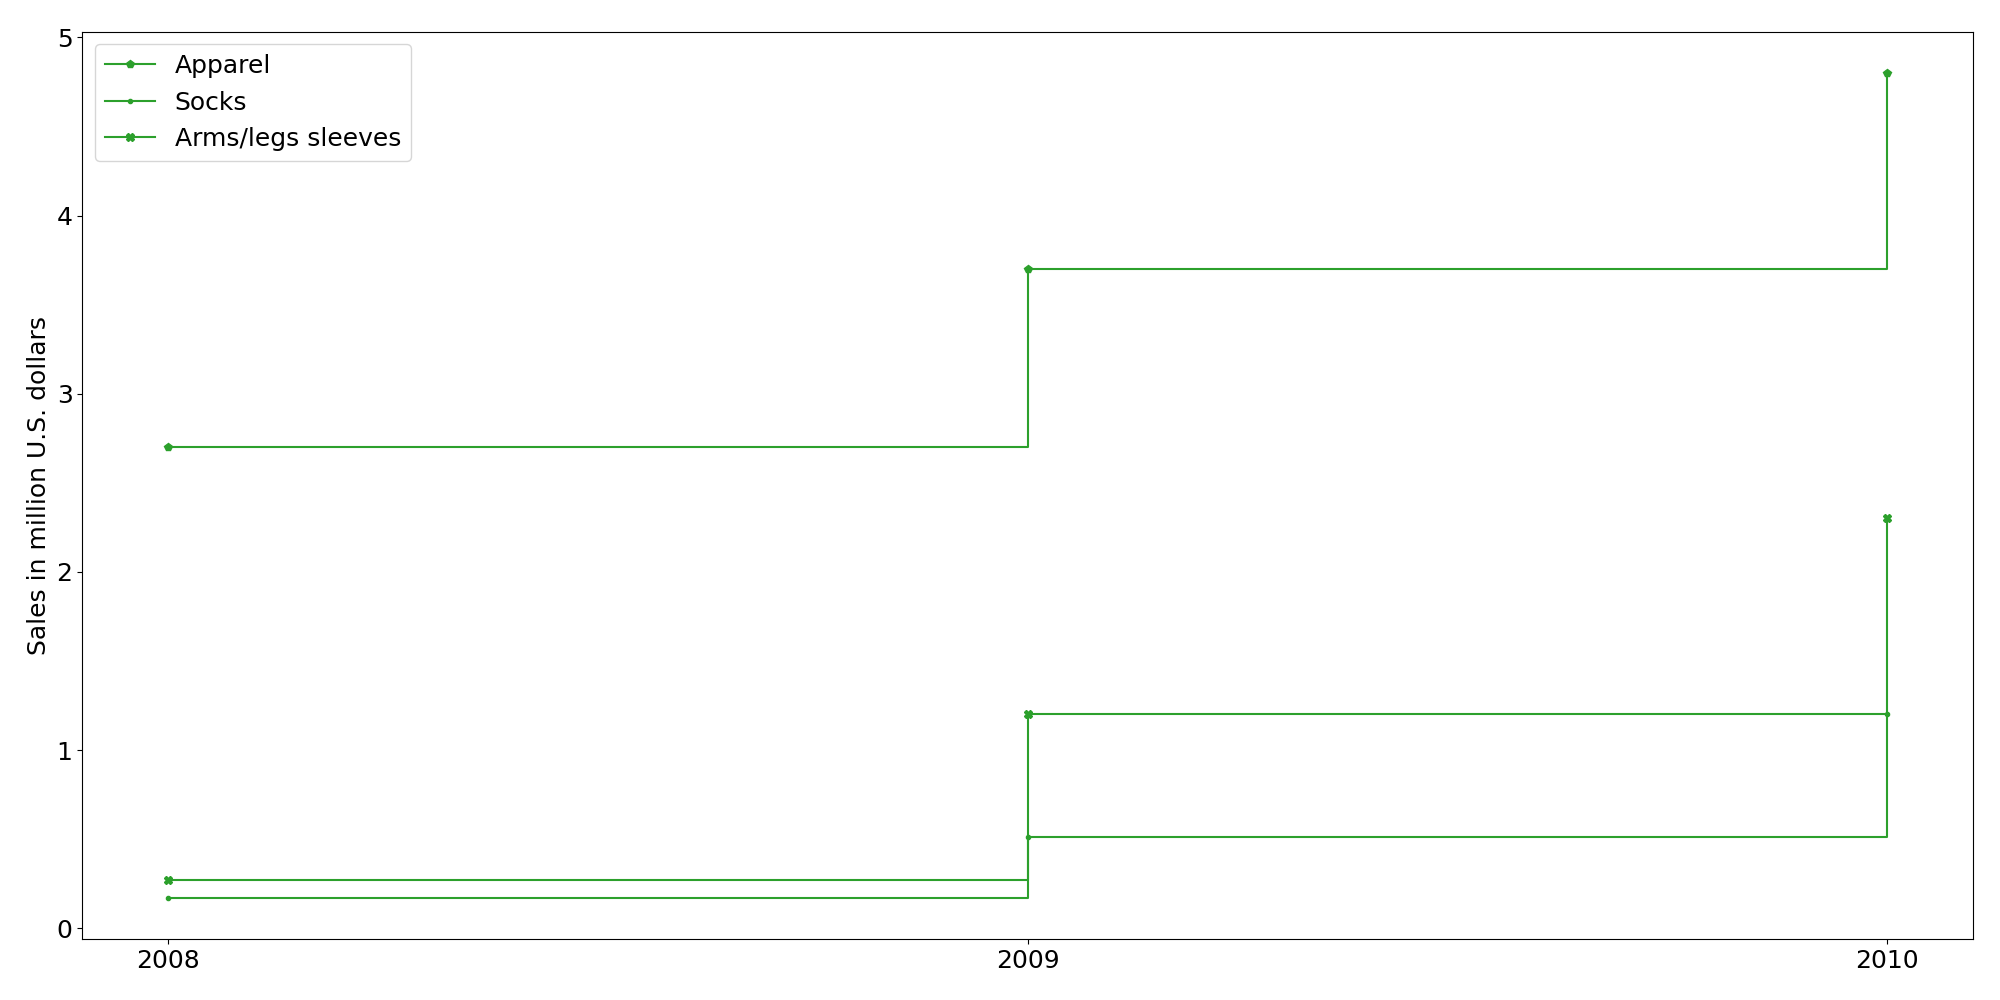 5
4
3
2
1
0
Sales in million U.S. dollars
Apparel
Socks
Arms/legs sleeves
2008
2009
2010